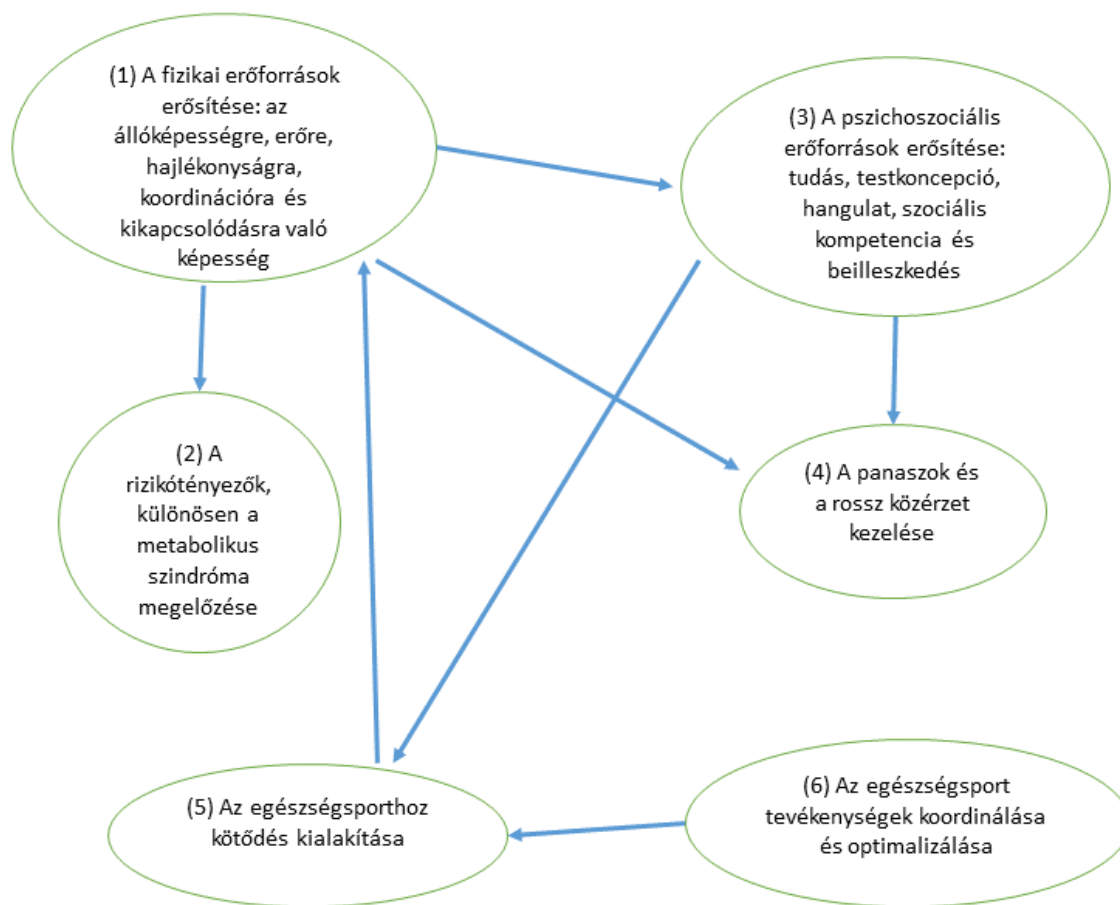 (1) A fizikai erőforrások
erősítése: az
állóképességre, erőre,
hajlékonyságra,
koordinációra és
kikapcsolódásra való
képesség
(3) A pszichoszociális
erőforrások erősítése:
tudás, testkoncepció,
hangulat, szociális
kompetencia és
beilleszkedés
(2) A
rizikótényezők,
különösen a
metabolikus
szindróma
megelőzése
(4) A panaszok és
a rossz közérzet
kezelése
(5) Az egészségsporthoz
kötődés kialakítása
(6) Az egészségsport
tevékenységek koordinálása
és optimalizálása